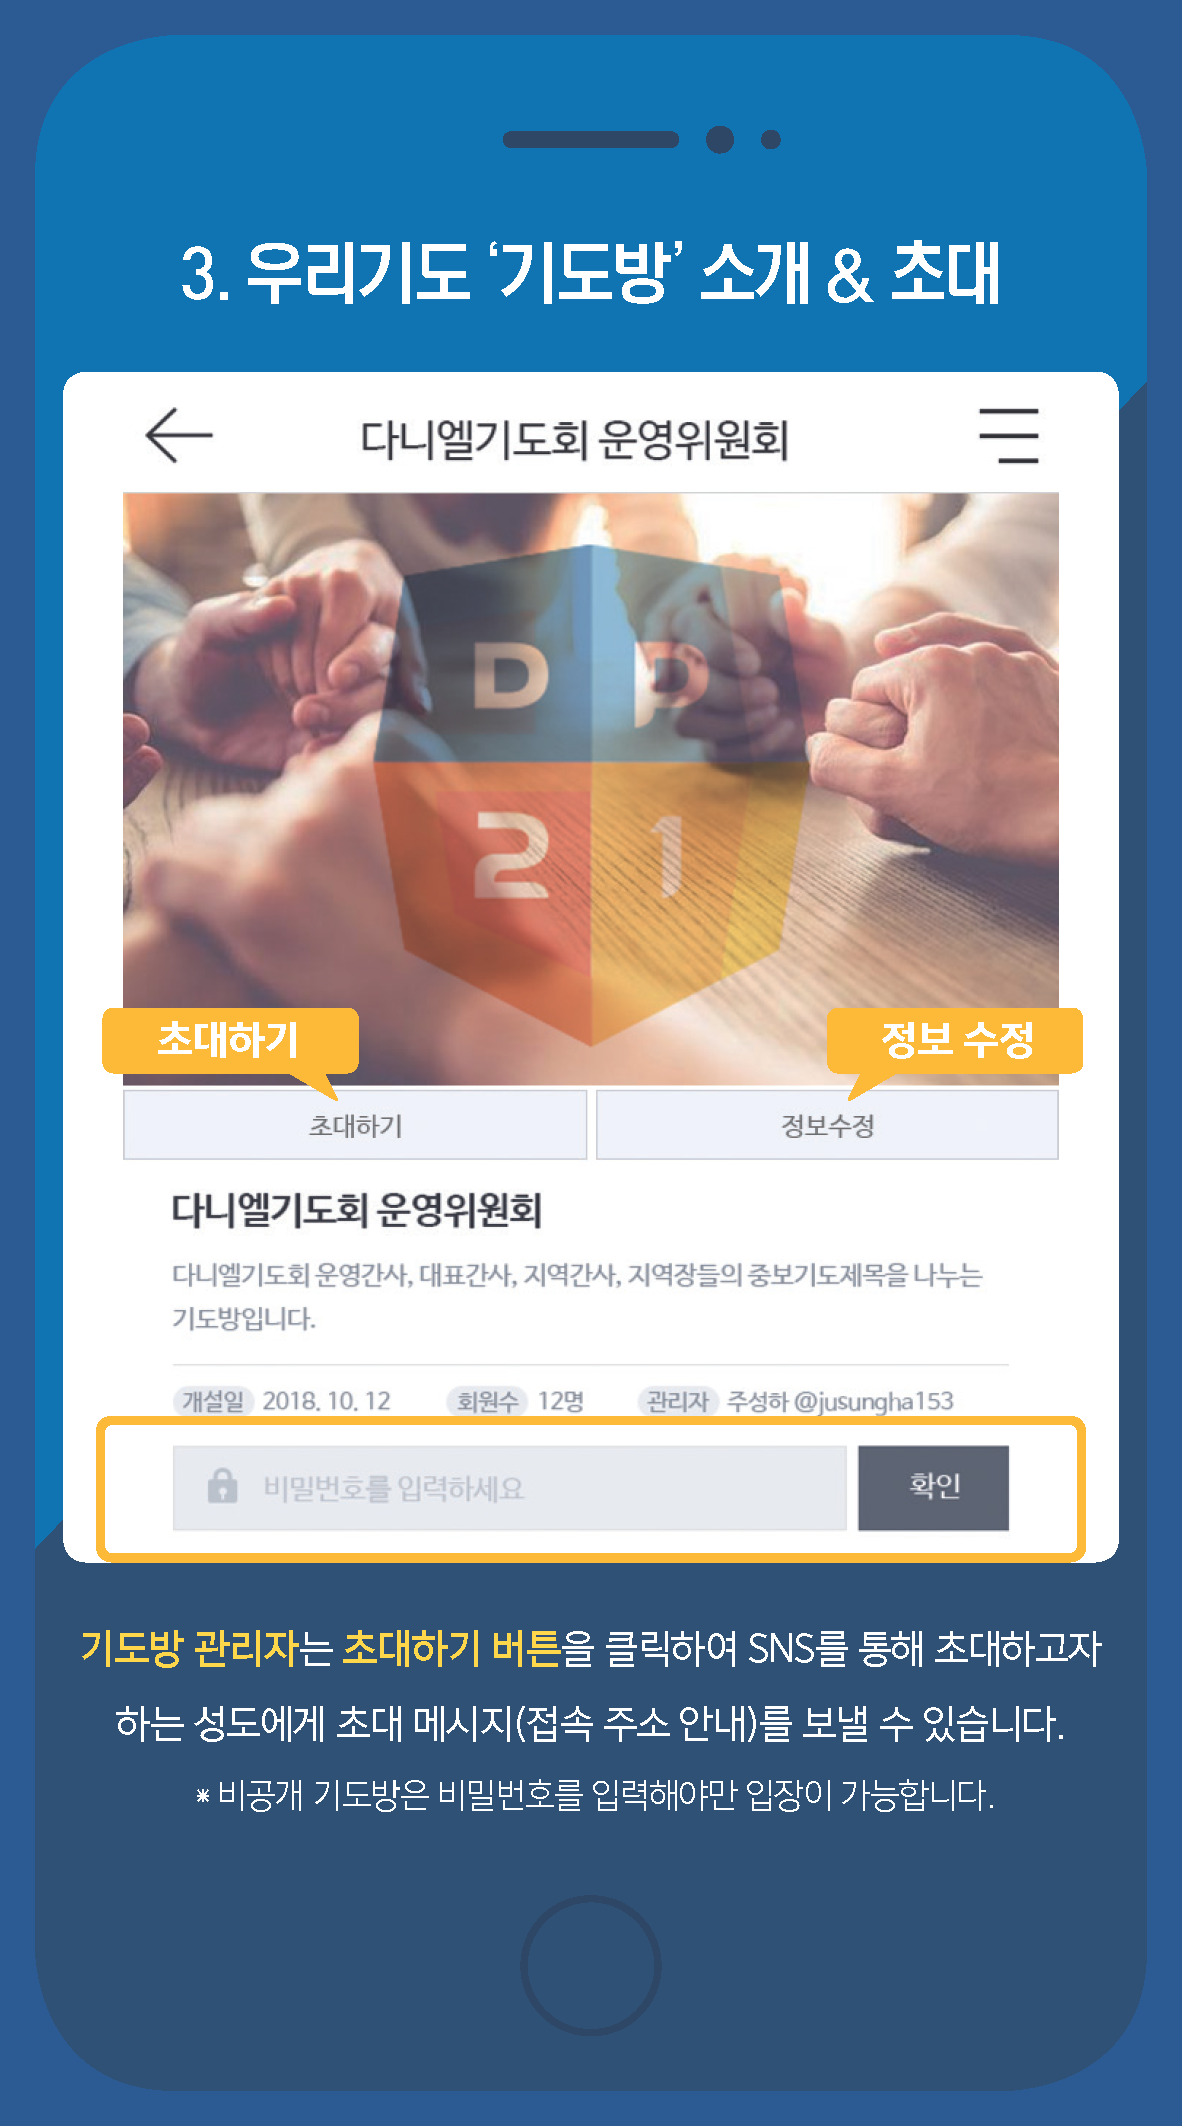 3. 우리기도 ‘기도방’ 소개 & 초대
다니엘기도회 운영위원회
D P
2 1
초대하기
정보 수정
초대하기
정보수정
다니엘기도회 운영위원회
다니엘기도회 운영간사, 대표간사, 지역간사, 지역장들의 중보기도제목을 나누는
기도방입니다.
개설일 2018. 10. 12 회원수 12명 관리자 주성하 @jusungha153
비밀번호를 입력하세요
확인
기도방 관리자는 초대하기 버튼을 클릭하여 SNS를 통해 초대하고자
하는 성도에게 초대 메시지(접속 주소 안내)를 보낼 수 있습니다.
* 비공개 기도방은 비밀번호를 입력해야만 입장이 가능합니다.